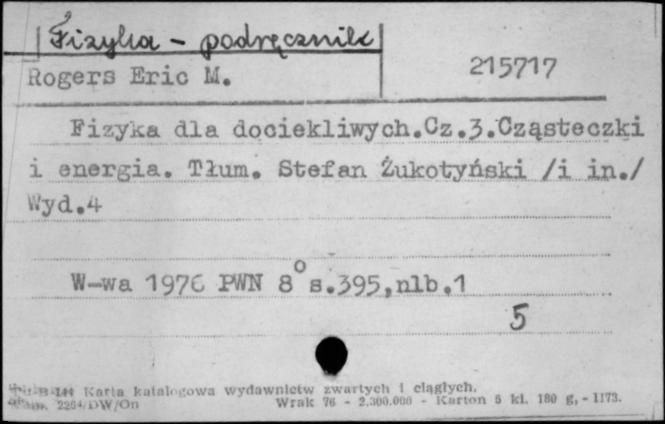 Fizyka - podręcznik
Rogers Eric M.
215717
Fizyka dla dociekliwych.Cz.3.Cząsteczki
i energia. Tłum. Stefan Żukotyński /i in./
Wyd.4
W-wa 1976 PWN 8° s.395,nlb.1
5
Karta katalogowa wydawnictw zwartych i ciągłych.
2264/DW/On Wrak 76 - 2.300.000 - Karton 5 kl. 180 g, - 1173.